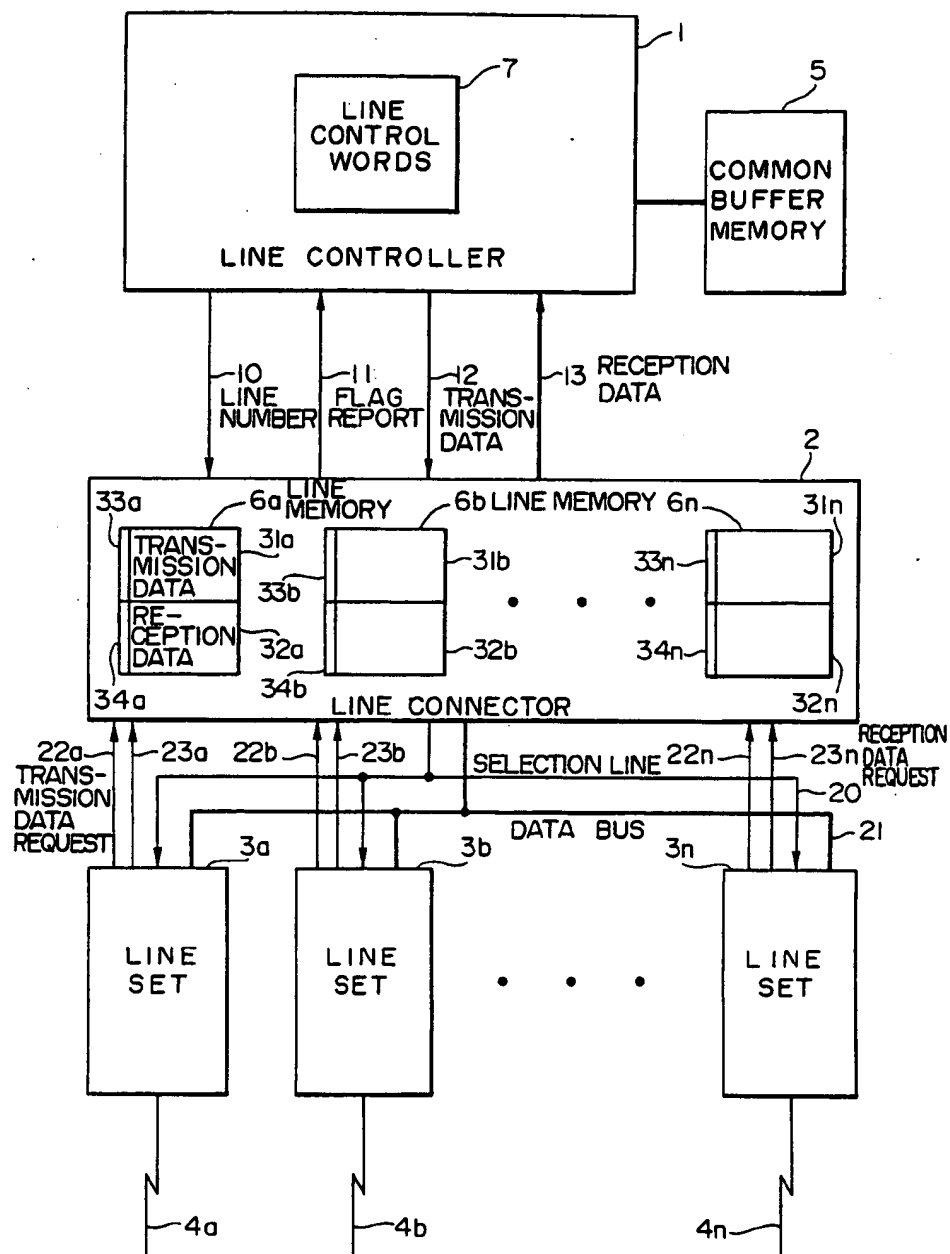 1
7
5
LINE
CONTROL
WORDS
COMMON
BUFFER
MEMORY
LINE CONTROLLER
10
LINE
NUMBER
11
FLAG
REPORT
12
TRANS-
MISSION
DATA
13
RECEPTION
DATA
2
33a
LINE
MEMORY
6a
6b
LINE MEMORY
6n
31n
TRANS-
MISSION
DATA
31a
33b
31b
33n
RE-
CEPTION
DATA
32a
32b
34n
34a
34b
32n
LINE CONNECTOR
22a
23a
22b
23b
22n
23n
RECEPTION
DATA
REQUEST
TRANS-
MISSION
DATA
REQUEST
SELECTION LINE
20
DATA BUS
21
3a
3b
3n
LINE
SET
LINE
SET
LINE
SET
4a
4b
4n